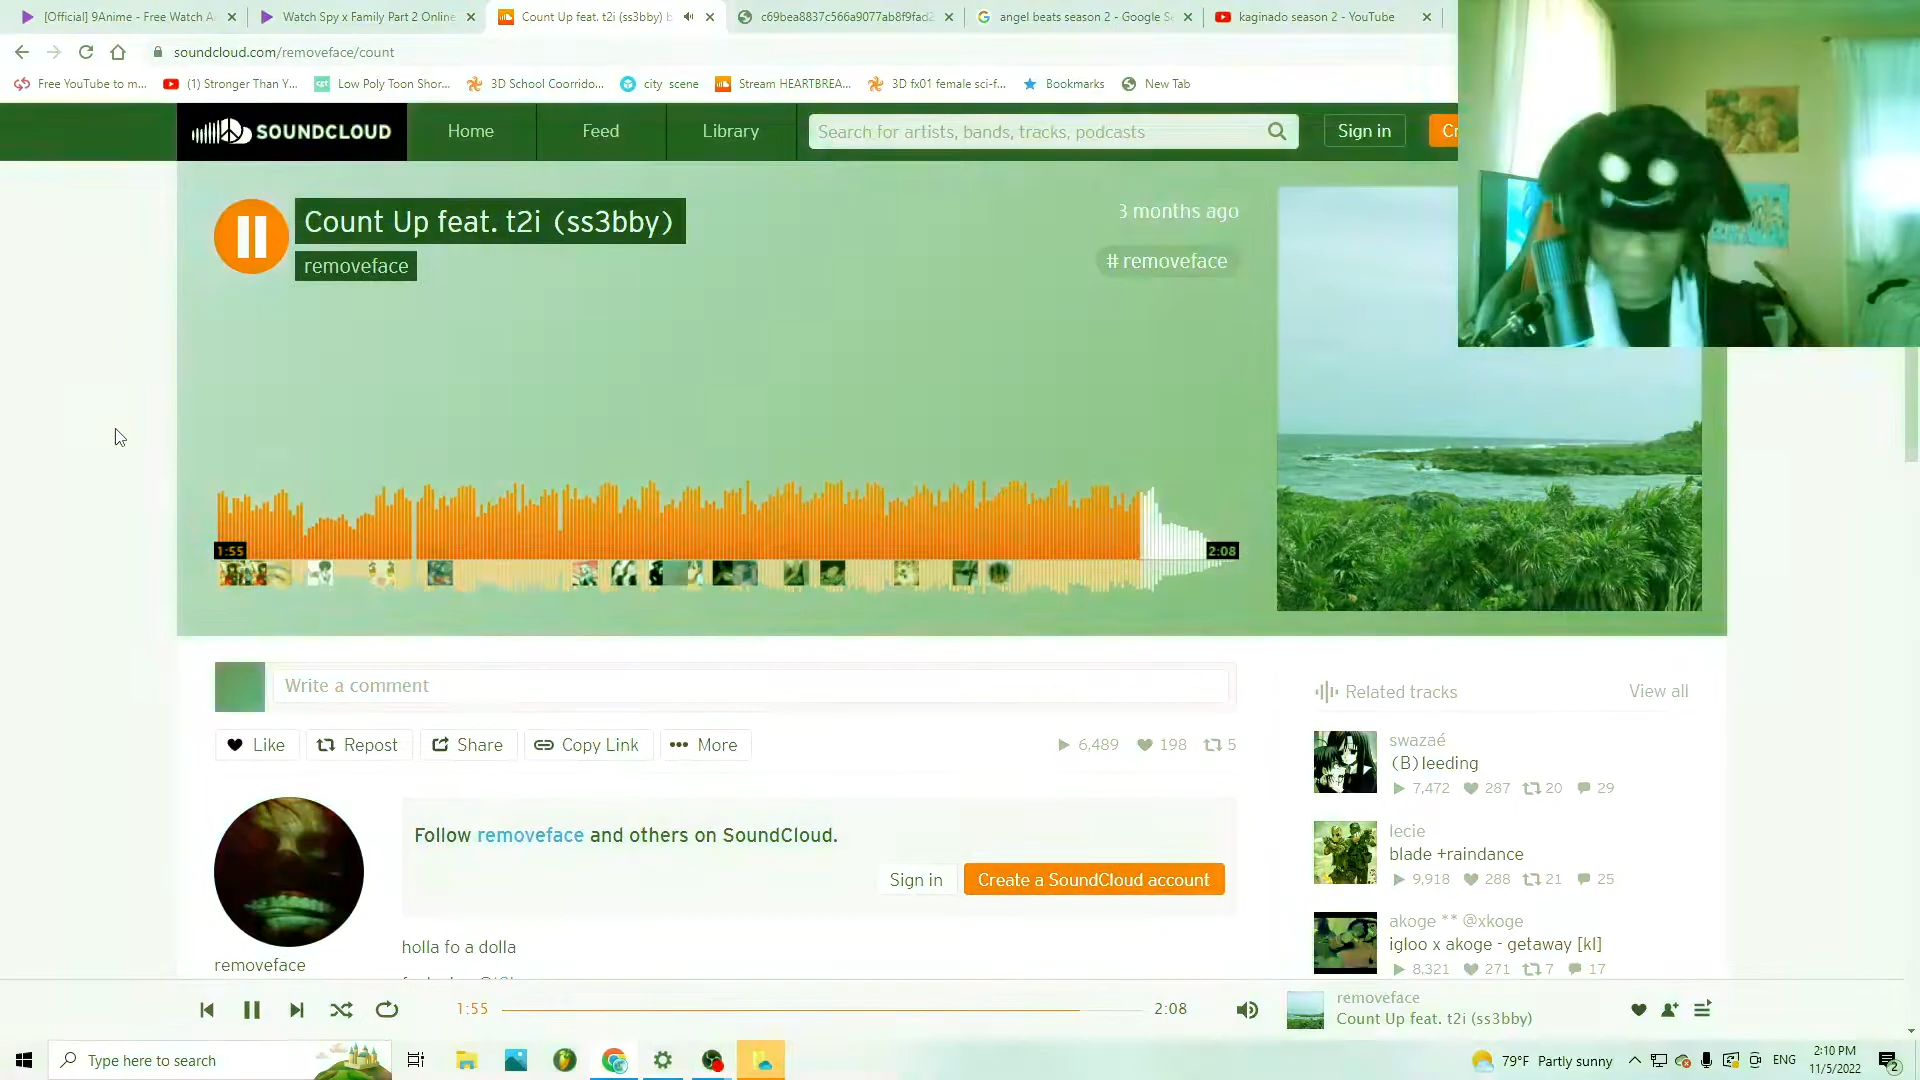 [Official] 9Anime - Free Watch A
Watch Spy x Family Part 2 Online
Count Up feat. t2i (ss3bby) b
c69bea8837c566a9077ab8f9fad2
angel beats season 2 - Google Se
kaginado season 2 - YouTube
soundcloud.com/removeface/count
Free YouTube to m...
(1) Stronger Than Y...
Low Poly Toon Shor...
3D School Coorrido...
city scene
Stream HEARTBREA...
3D fx01 female sci-f...
Bookmarks
New Tab
SOUNDCLOUD
Home
Feed
Library
Search for artists, bands, tracks, podcasts
Sign in
Cr
Count Up feat. t2i (ss3bby)
removeface
3 months ago
# removeface
1:55
2:08
Write a comment
Like
Repost
Share
Copy Link
More
6,489
198
5
Follow removeface and others on SoundCloud.
Sign in
Create a SoundCloud account
removeface
holla fo a dolla
Related tracks
View all
swazaé
(B)leeding
7,472 287 20 29
lecie
blade +raindance
9,918 288 21 25
akoge ** @xkoge
igloo x akoge - getaway [kl]
8,321 271 7 17
1:55
2:08
removeface
Count Up feat. t2i (ss3bby)
Type here to search
79°F Partly sunny
ENG
2:10 PM
11/5/2022
2